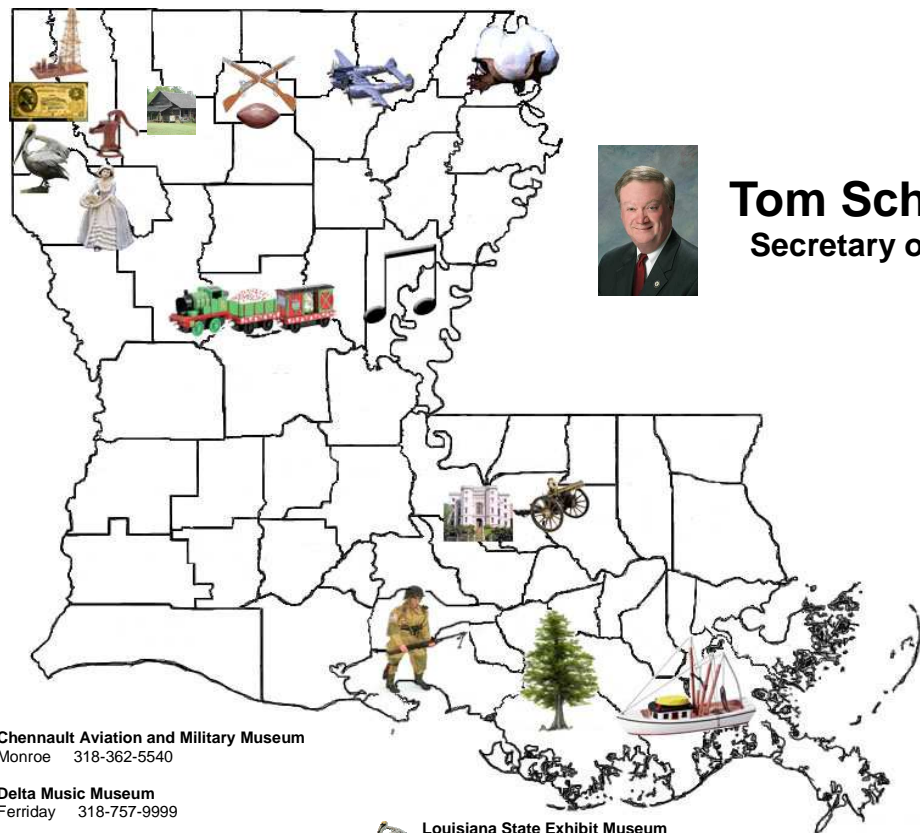 Tom Sch
Secretary o
Chennault Aviation and Military Museum
Monroe 318-362-5540
Delta Music Museum
Ferriday 318-757-9999
Louisiana State Exhibit Museum